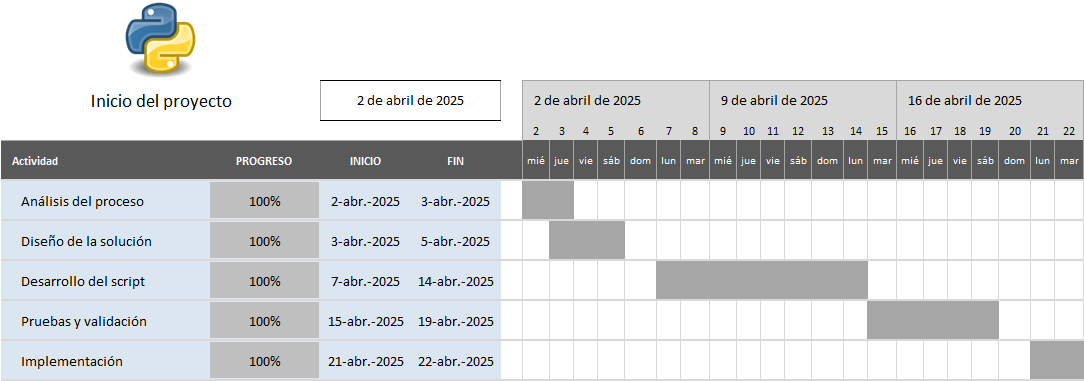 Inicio del proyecto 2 de abril de 2025 2 de abril de 2025 9 de abril de 2025 16 de abril de 2025
2 3 4 5 6 7 8 9 10 11 12 13 14 15 16 17 18 19 20 21 22
Actividad PROGRESO INICIO FIN mié jue vie sáb dom lun mar mié jue vie sáb dom lun mar mié jue vie sáb dom lun mar
Análisis del proceso 100% 2-abr.-2025 3-abr.-2025
Diseño de la solución 100% 3-abr.-2025 5-abr.-2025
Desarrollo del script 100% 7-abr.-2025 14-abr.-2025
Pruebas y validación 100% 15-abr.-2025 19-abr.-2025
Implementación 100% 21-abr.-2025 22-abr.-2025